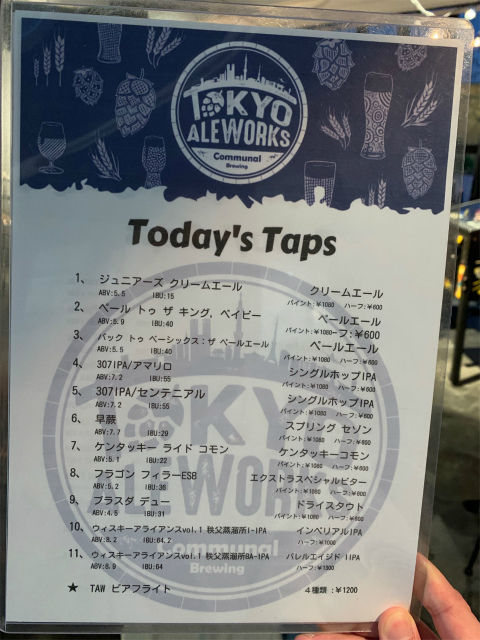 TOKYO
ALEWORKS
Communal
Brewing
Today's Taps
1、 ジュニアーズ クリームエール クリームエール
ABV:5.5 IBU:15 パイント:¥1080 ハーフ:¥600
2、 ペール トゥ ザ キング, ベイビー ペールエール
ABV:5.9 IBU:40 パイント:¥1080ーフ:¥600
3、 バック トゥ ベーシックス:ザ ペールエール ペールエール
ABV:5.5 IBU:40 パイント:¥1080 ハーフ:¥600
4、 307IPA/アマリロ シングルホップIPA
ABV:7.2 IBU:55 パイント:¥1080 ハーフ:¥600
5、 307IPA/センテニアル シングルホップIPA
ABV:7.2 IBU:55 パイント:¥1080 ハーフ:¥600
6、 早蕨 スプリング セゾン
ABV:7.7 IBU:29 パイント:¥1080 ハーフ:¥600
7、 ケンタッキー ライド コモン ケンタッキーコモン
ABV:5.1 IBU:22 パイント:¥1080 ハーフ:¥600
8、 フラゴン フィラーESB エクストラスペシャルビター
ABV:5.2 IBU:36 パイント:¥1080 ハーフ:¥600
9、 プラスダ デュー ドライスタウト
ABV:4.5 IBU:31 パイント:¥1080 ハーフ:¥600
10、 ウィスキーアライアンスvol.1 秩父蒸溜所I-IPA インペリアルIPA
ABV:8.2 IBU:64.2 ハーフ:¥1000
11、 ウィスキーアライアンスvol.1 秩父蒸溜所BA-IPA バレルエイジド IIPA
ABV:8.9 IBU:64 ハーフ:¥1300
★ TAW ビアフライト 4種類 :¥1200
TOKYO
ALEWORKS
Communal
Brewing